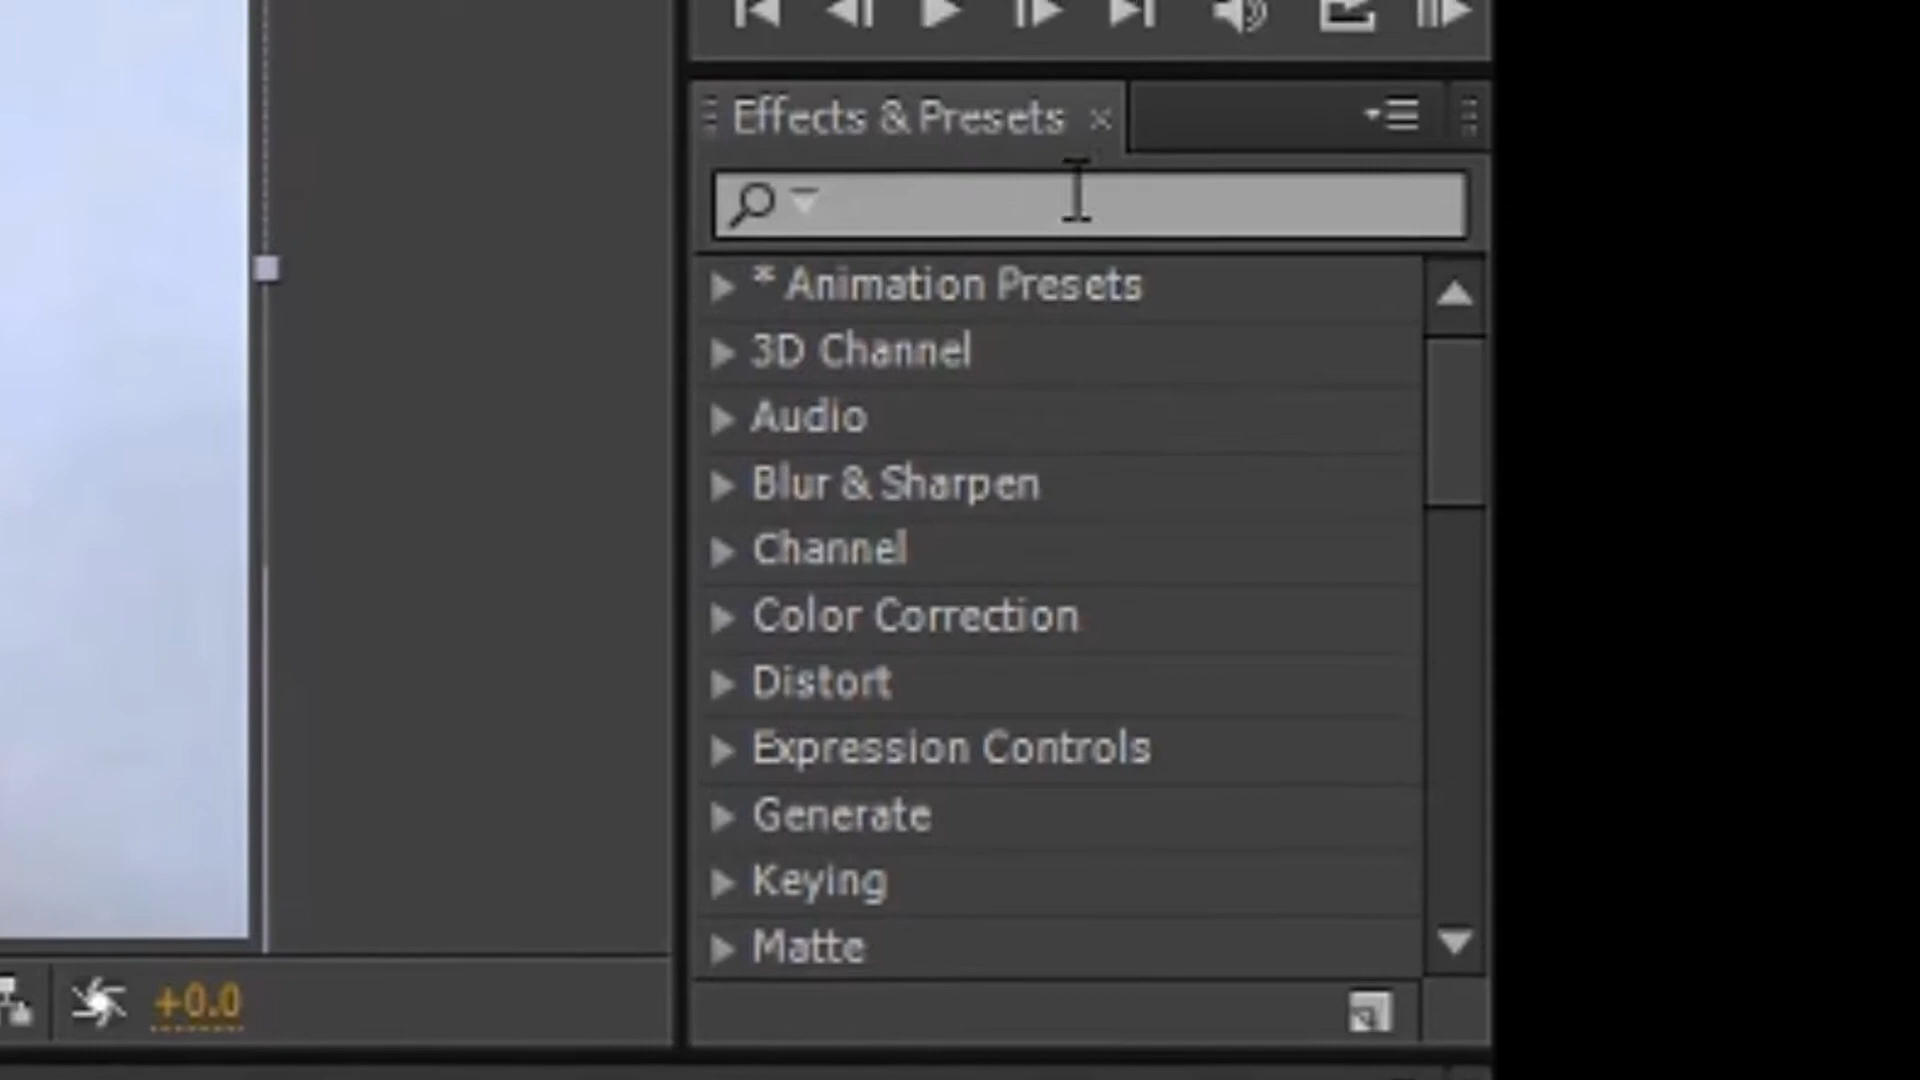 Effects & Presets
* Animation Presets
3D Channel
Audio
Blur & Sharpen
Channel
Color Correction
Distort
Expression Controls
Generate
Keying
Matte
+0.0